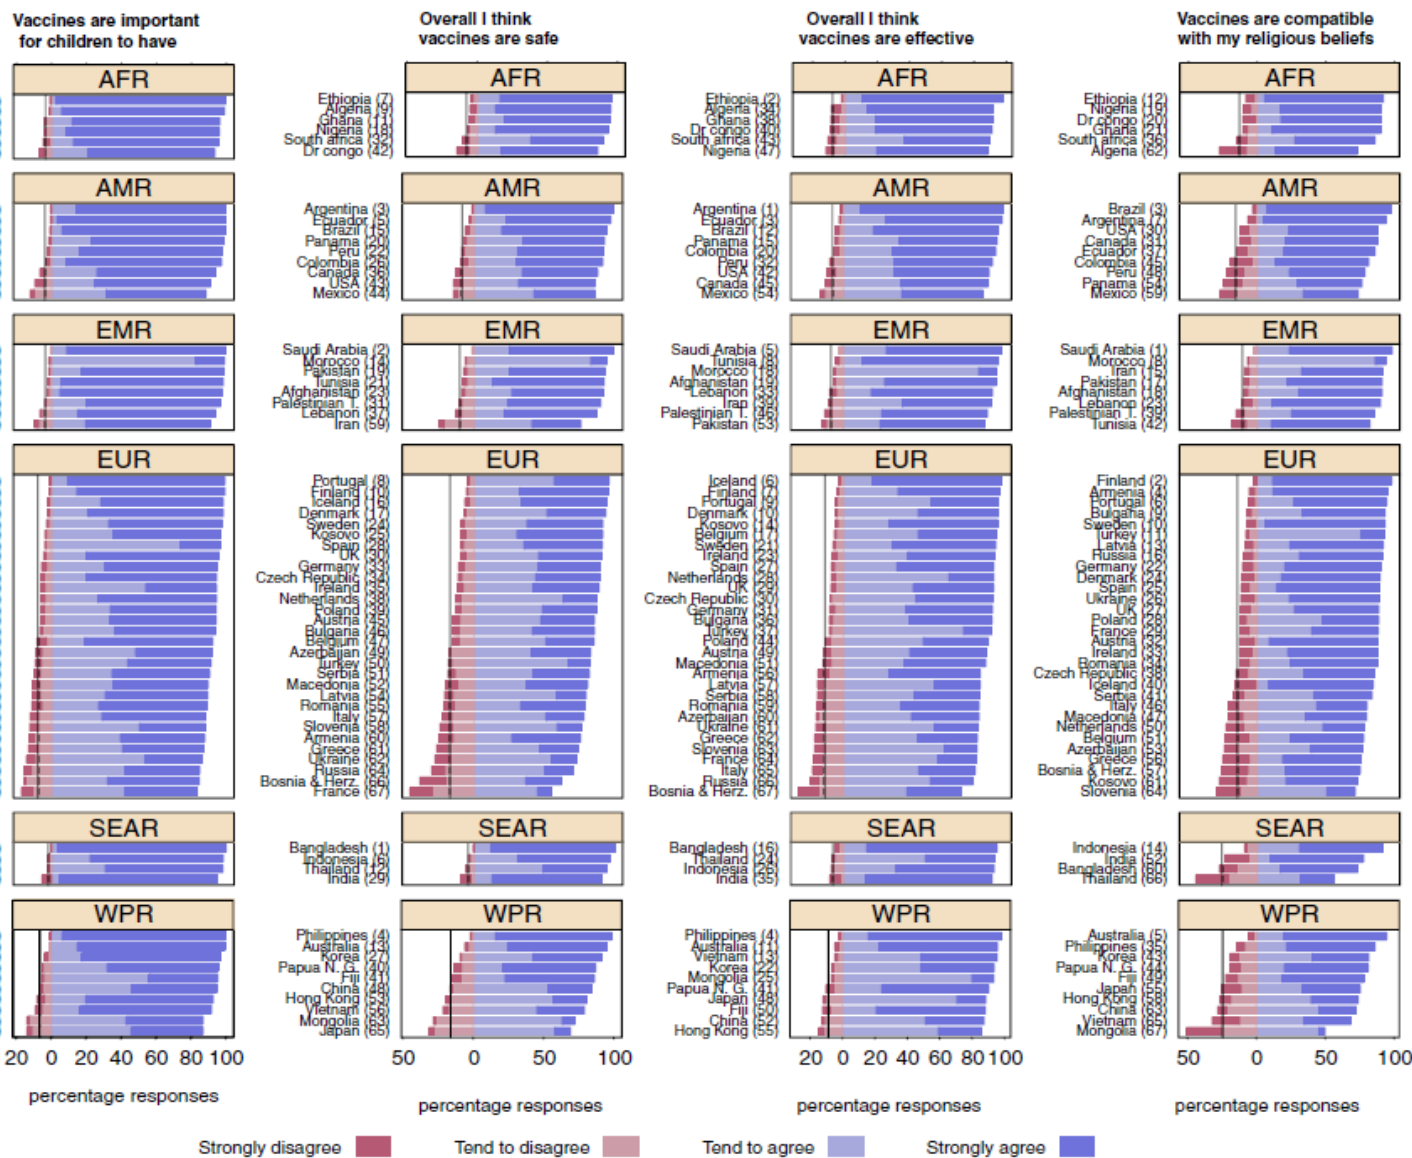 Vaccines are important
for children to have
AFR
AMR
EMR
EUR
SEAR
WPR
20 0 20 40 60 80 100
percentage responses
Overall I think
vaccines are safe
AFR
Ethiopia (7)
Algeria (9)
Ghana (11)
Nigeria (18)
South africa (32)
Dr congo (42)
AMR
Argentina (3)
Ecuador (5)
Brazil (15)
Panama (20)
Peru (22)
Colombia (26)
Canada (36)
USA (43)
Mexico (44)
EMR
Saudi Arabia (2)
Morocco (14)
Pakistan (19)
Tunisia (21)
Afghanistan (23)
Palestinian T. (31)
Lebanon (37)
Iran (59)
EUR
Portugal (8)
Finland (10)
Iceland (16)
Denmark (17)
Sweden (24)
Kosovo (25)
Spain (28)
UK (30)
Germany (33)
Czech Republic (34)
Ireland (35)
Netherlands (38)
Poland (39)
Austria (45)
Bulgaria (46)
Belgium (47)
Azerbaijan (49)
Turkey (50)
Serbia (51)
Macedonia (52)
Latvia (54)
Romania (55)
Italy (57)
Slovenia (58)
Armenia (60)
Greece (61)
Ukraine (62)
Russia (64)
Bosnia & Herz. (66)
France (67)
SEAR
Bangladesh (1)
Indonesia (6)
Thailand (12)
India (29)
WPR
Philippines (4)
Australia (13)
Korea (27)
Papua N. G. (40)
Fiji (41)
China (48)
Hong Kong (53)
Vietnam (56)
Mongolia (63)
Japan (65)
50 0 50 100
percentage responses
Overall I think
vaccines are effective
AFR
Ethiopia (2)
Algeria (34)
Ghana (38)
Dr congo (40)
South africa (43)
Nigeria (47)
AMR
Argentina (1)
Ecuador (3)
Brazil (12)
Panama (15)
Colombia (20)
Peru (32)
USA (42)
Canada (45)
Mexico (54)
EMR
Saudi Arabia (5)
Tunisia (8)
Morocco (18)
Afghanistan (19)
Lebanon (33)
Iran (39)
Palestinian T. (46)
Pakistan (53)
EUR
Iceland (6)
Finland (7)
Portugal (9)
Denmark (10)
Kosovo (14)
Belgium (17)
Sweden (21)
Ireland (23)
Spain (27)
Netherlands (28)
UK (29)
Czech Republic (30)
Germany (31)
Bulgaria (36)
Turkey (37)
Poland (44)
Austria (49)
Macedonia (51)
Armenia (56)
Latvia (57)
Serbia (58)
Romania (59)
Azerbaijan (60)
Ukraine (61)
Greece (62)
Slovenia (63)
France (64)
Italy (65)
Russia (66)
Bosnia & Herz. (67)
SEAR
Bangladesh (16)
Thailand (24)
Indonesia (26)
India (35)
WPR
Philippines (4)
Australia (11)
Vietnam (13)
Korea (22)
Mongolia (25)
Papua N. G. (41)
Japan (48)
Fiji (50)
China (52)
Hong Kong (55)
20 0 20 40 60 80 100
percentage responses
Vaccines are compatible
with my religious beliefs
AFR
Ethiopia (12)
Nigeria (19)
Dr congo (20)
Ghana (21)
South africa (36)
Algeria (62)
AMR
Brazil (3)
Argentina (7)
USA (30)
Canada (31)
Ecuador (37)
Colombia (45)
Peru (48)
Panama (54)
Mexico (59)
EMR
Saudi Arabia (1)
Morocco (8)
Iran (15)
Pakistan (17)
Afghanistan (18)
Lebanon (23)
Palestinian T. (39)
Tunisia (42)
EUR
Finland (2)
Armenia (4)
Portugal (6)
Bulgaria (9)
Sweden (10)
Turkey (11)
Latvia (13)
Russia (16)
Germany (22)
Denmark (24)
Spain (25)
Ukraine (26)
UK (27)
Poland (28)
France (29)
Austria (32)
Ireland (33)
Romania (34)
Czech Republic (38)
Iceland (40)
Serbia (41)
Italy (46)
Macedonia (47)
Netherlands (50)
Belgium (51)
Azerbaijan (53)
Greece (56)
Bosnia & Herz. (57)
Kosovo (61)
Slovenia (64)
SEAR
Indonesia (14)
India (52)
Bangladesh (60)
Thailand (66)
WPR
Australia (5)
Philippines (35)
Korea (43)
Papua N. G. (44)
Fiji (49)
Japan (55)
Hong Kong (58)
China (63)
Vietnam (65)
Mongolia (67)
50 0 50 100
percentage responses
Strongly disagree Tend to disagree Tend to agree Strongly agree